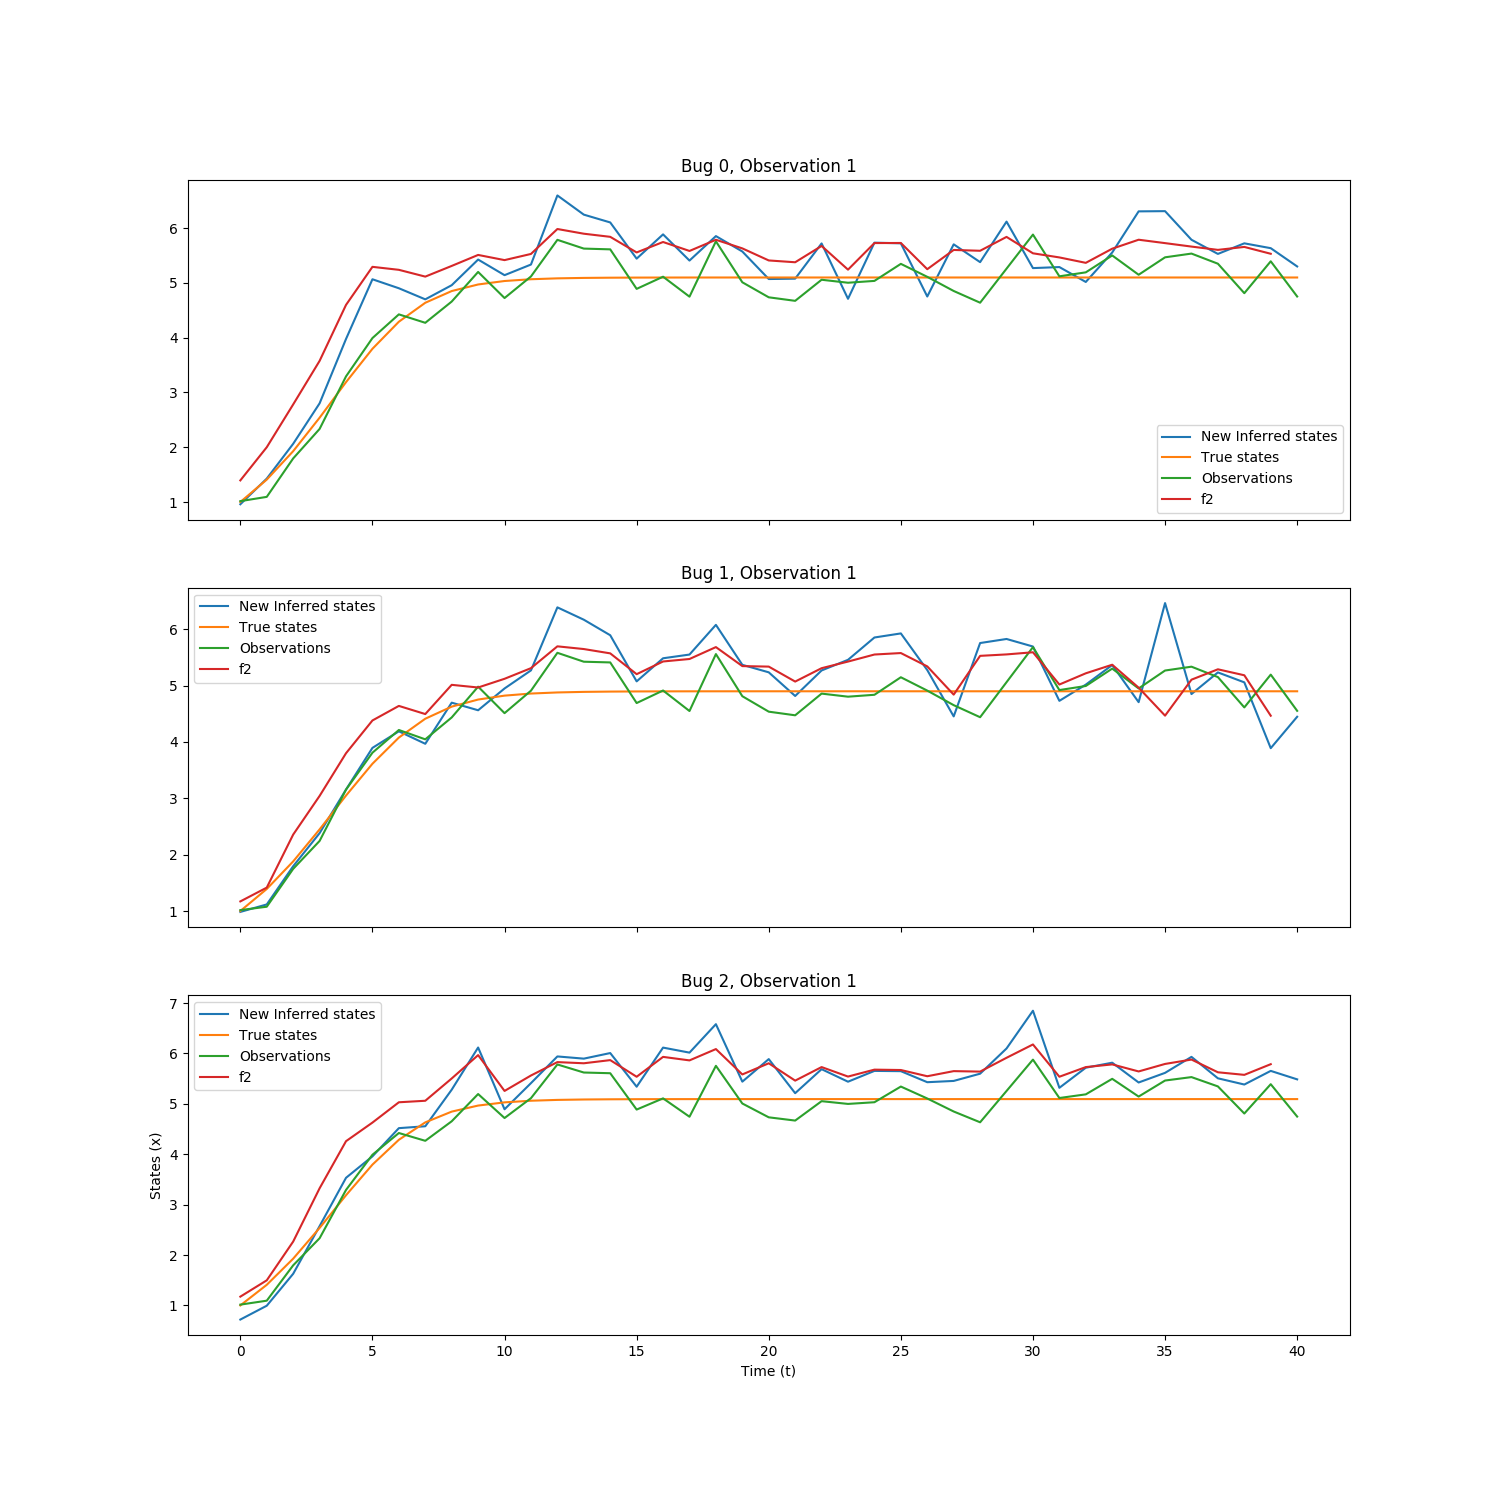 Bug 0, Observation 1
6
5
4
3
2
1
New Inferred states
True states
Observations
f2
Bug 1, Observation 1
New Inferred states
True states
Observations
f2
6
5
4
3
2
1
Bug 2, Observation 1
New Inferred states
True states
Observations
f2
7
6
5
4
3
2
1
States (x)
0 5 10 15 20 25 30 35 40
Time (t)